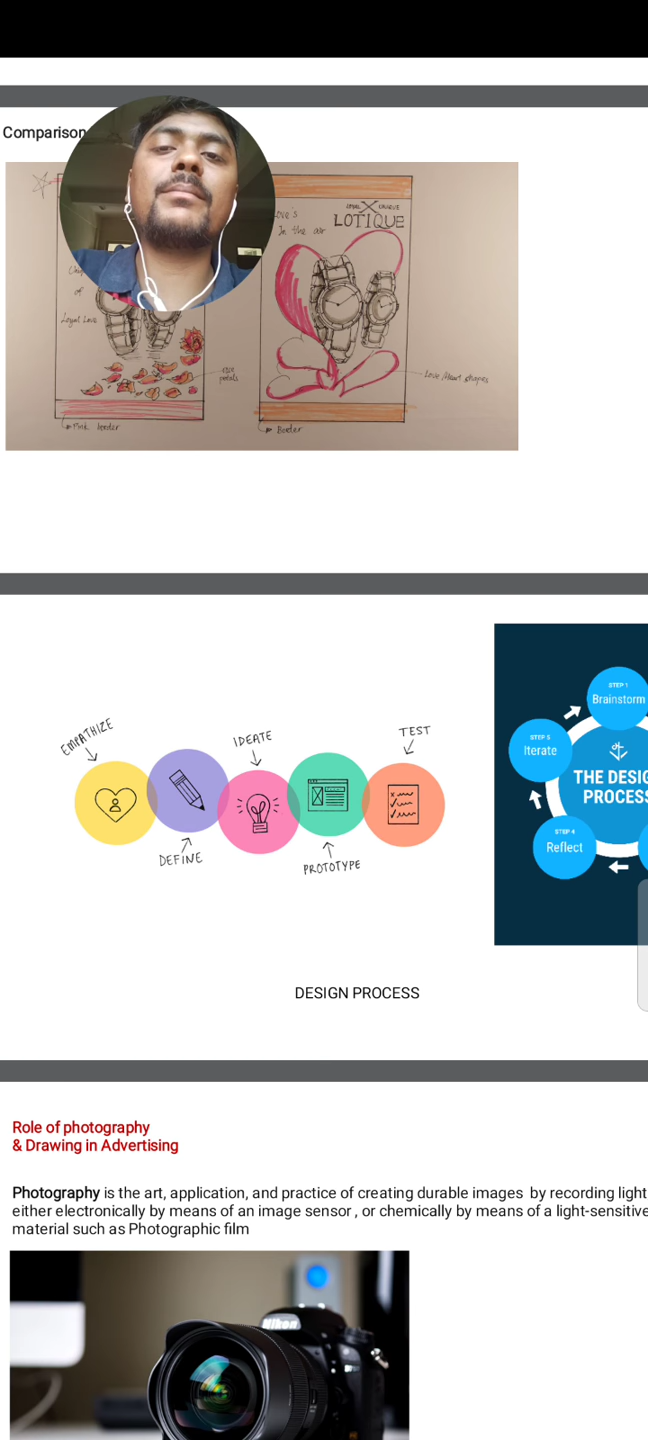 Comparison
of
Loyal Love
rose
petals
Pink border
Love's
In the air
LOYAL X CHARLIE
LOTIQUE
Love/Heart shapes
Border
EMPATHIZE
DEFINE
IDEATE
PROTOTYPE
TEST
STEP 1
Brainstorm
STEP 5
Iterate
THE DESIG
PROCESS
STEP 4
Reflect
DESIGN PROCESS
Role of photography
& Drawing in Advertising
Photography is the art, application, and practice of creating durable images by recording light
either electronically by means of an image sensor , or chemically by means of a light-sensitive
material such as Photographic film
Nikon